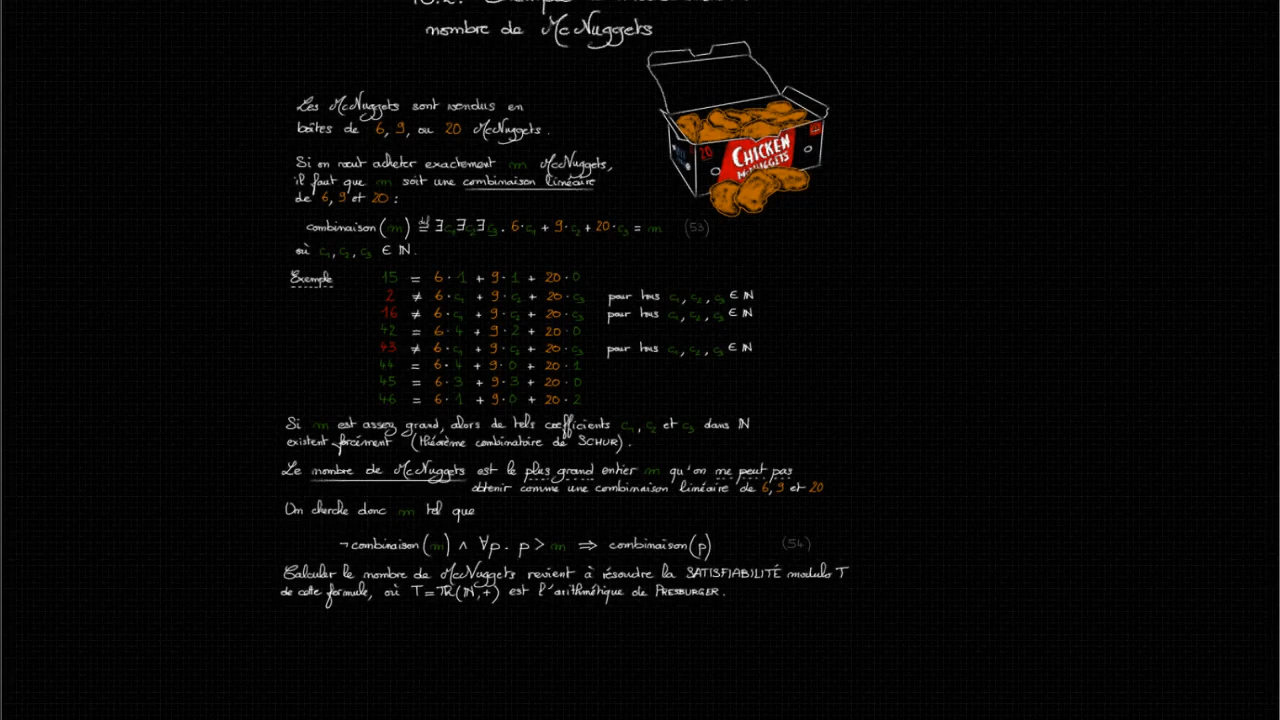 nombre de McNuggets
Les McNuggets sont vendus en
boîtes de 6, 9, ou 20 McNuggets.
Si on veut acheter exactement m McNuggets,
il faut que m soit une combinaison linéaire
de 6, 9 et 20 :
combinaison(m) ≝ ∃c₁∃c₂∃c₃. 6·c₁ + 9·c₂ + 20·c₃ = m (53)
où c₁, c₂, c₃ ∈ ℕ.
Exemple 15 = 6·1 + 9·1 + 20·0
2 ≠ 6·c₁ + 9·c₂ + 20·c₃ pour tous c₁, c₂, c₃ ∈ ℕ
16 ≠ 6·c₁ + 9·c₂ + 20·c₃ pour tous c₁, c₂, c₃ ∈ ℕ
42 = 6·4 + 9·2 + 20·0
43 ≠ 6·c₁ + 9·c₂ + 20·c₃ pour tous c₁, c₂, c₃ ∈ ℕ
44 = 6·4 + 9·0 + 20·1
45 = 6·3 + 9·3 + 20·0
46 = 6·1 + 9·0 + 20·2
Si m est assez grand, alors de tels coefficients c₁, c₂ et c₃ dans ℕ
existent forcément (théorème combinatoire de SCHUR).
Le nombre de McNuggets est le plus grand entier m qu'on ne peut pas
obtenir comme une combinaison linéaire de 6, 9 et 20
On cherche donc m tel que
¬combinaison(m) ∧ ∀p. p > m ⇒ combinaison(p) (54)
Calculer le nombre de McNuggets revient à résoudre la SATISFIABILITÉ modulo T
de cette formule, où T = TR(ℕ,+) est l'arithmétique de PRESBURGER.
20
CHICKEN
McNUGGETS